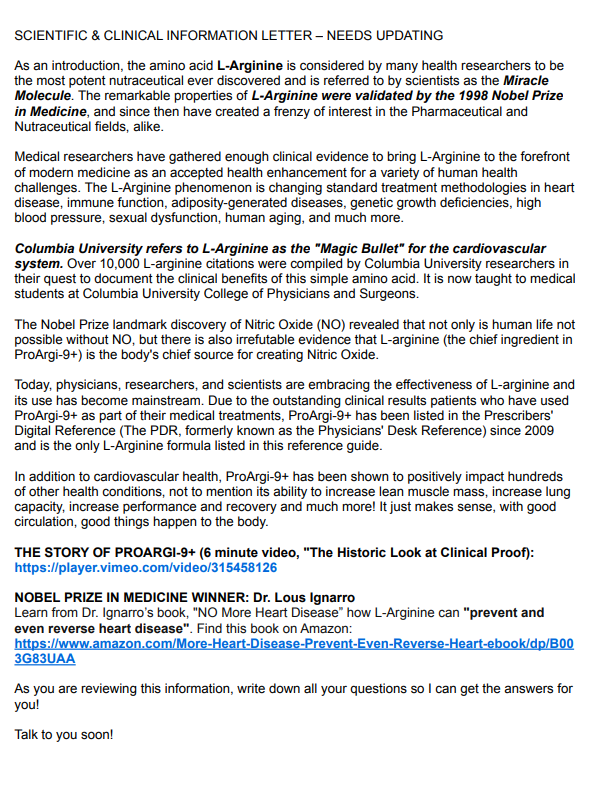 SCIENTIFIC & CLINICAL INFORMATION LETTER – NEEDS UPDATING
As an introduction, the amino acid L-Arginine is considered by many health researchers to be
the most potent nutraceutical ever discovered and is referred to by scientists as the Miracle
Molecule. The remarkable properties of L-Arginine were validated by the 1998 Nobel Prize
in Medicine, and since then have created a frenzy of interest in the Pharmaceutical and
Nutraceutical fields, alike.
Medical researchers have gathered enough clinical evidence to bring L-Arginine to the forefront
of modern medicine as an accepted health enhancement for a variety of human health
challenges. The L-Arginine phenomenon is changing standard treatment methodologies in heart
disease, immune function, adiposity-generated diseases, genetic growth deficiencies, high
blood pressure, sexual dysfunction, human aging, and much more.
Columbia University refers to L-Arginine as the "Magic Bullet" for the cardiovascular
system. Over 10,000 L-arginine citations were compiled by Columbia University researchers in
their quest to document the clinical benefits of this simple amino acid. It is now taught to medical
students at Columbia University College of Physicians and Surgeons.
The Nobel Prize landmark discovery of Nitric Oxide (NO) revealed that not only is human life not
possible without NO, but there is also irrefutable evidence that L-arginine (the chief ingredient in
ProArgi-9+) is the body's chief source for creating Nitric Oxide.
Today, physicians, researchers, and scientists are embracing the effectiveness of L-arginine and
its use has become mainstream. Due to the outstanding clinical results patients who have used
ProArgi-9+ as part of their medical treatments, ProArgi-9+ has been listed in the Prescribers'
Digital Reference (The PDR, formerly known as the Physicians' Desk Reference) since 2009
and is the only L-Arginine formula listed in this reference guide.
In addition to cardiovascular health, ProArgi-9+ has been shown to positively impact hundreds
of other health conditions, not to mention its ability to increase lean muscle mass, increase lung
capacity, increase performance and recovery and much more! It just makes sense, with good
circulation, good things happen to the body.
THE STORY OF PROARGI-9+ (6 minute video, "The Historic Look at Clinical Proof):
https://player.vimeo.com/video/315458126
NOBEL PRIZE IN MEDICINE WINNER: Dr. Lous Ignarro
Learn from Dr. Ignarro's book, "NO More Heart Disease" how L-Arginine can "prevent and
even reverse heart disease". Find this book on Amazon:
https://www.amazon.com/More-Heart-Disease-Prevent-Even-Reverse-Heart-ebook/dp/B00
3G83UAA
As you are reviewing this information, write down all your questions so I can get the answers for
you!
Talk to you soon!